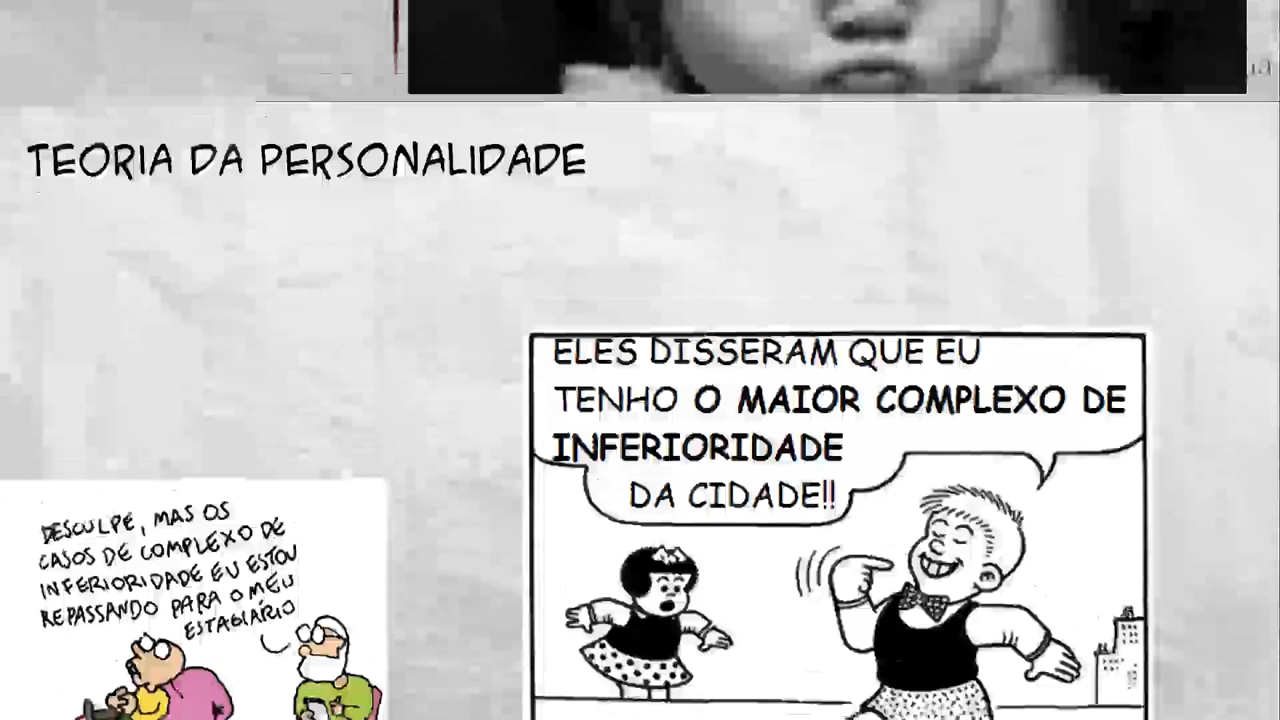 TEORIA DA PERSONALIDADE
ELES DISSERAM QUE EU
TENHO O MAIOR COMPLEXO DE
INFERIORIDADE
DA CIDADE!!
DESCULPE, MAS OS
CASOS DE COMPLEXO DE
INFERIORIDADE EU ESTOU
REPASSANDO PARA O MEU
ESTAGIÁRIO